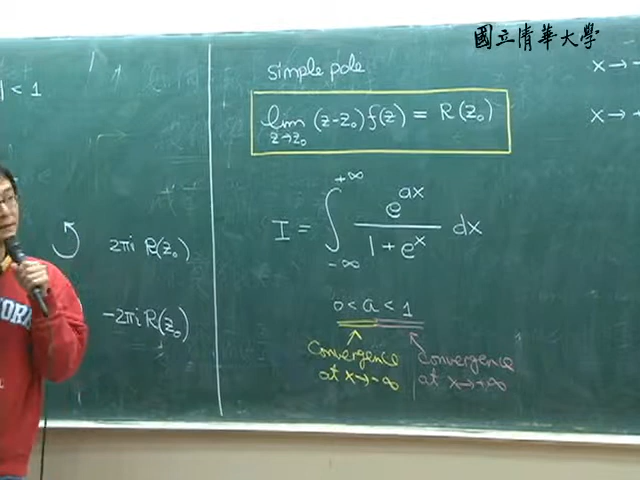 國立清華大學
| < 1
2πi R(z₀)
-2πi R(z₀)
simple pole
lim z→z₀ (z-z₀)f(z) = R(z₀)
I = ∫_{-∞}^{+∞} e^{ax} / (1+e^x) dx
0 < a < 1
Convergence at x→-∞
Convergence at x→+∞
x→-
x→+
YORK